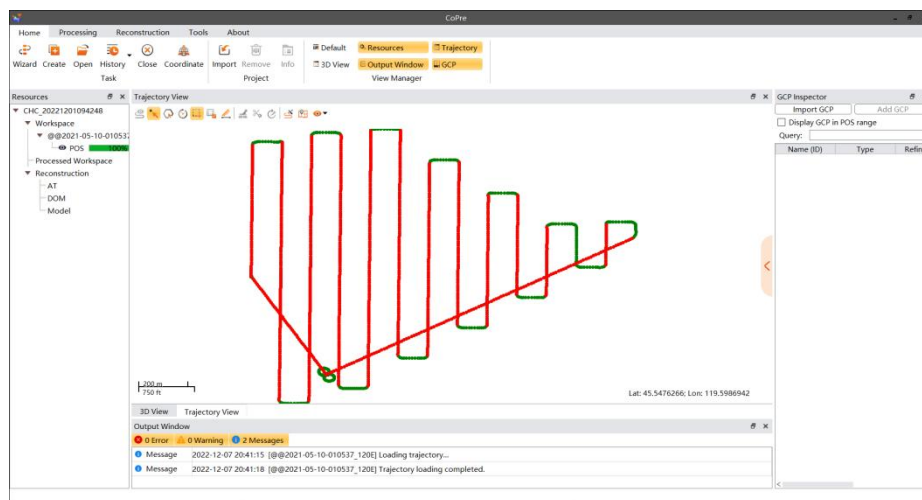 CoPre
Home Processing Reconstruction Tools About
Wizard Create Open History Close Coordinate Import Remove Info
Default Resources Trajectory
3D View Output Window GCP
Task Project View Manager
Resources
CHC_20221201094248
Workspace
@@2021-05-10-01053
POS 100%
Processed Workspace
Reconstruction
AT
DOM
Model
Trajectory View
200 m
750 ft
Lat: 45.5476266; Lon: 119.5986942
3D View Trajectory View
Output Window
0 Error 0 Warning 2 Messages
Message 2022-12-07 20:41:15 [@@2021-05-10-010537_120E] Loading trajectory...
Message 2022-12-07 20:41:18 [@@2021-05-10-010537_120E] Trajectory loading completed.
GCP Inspector
Import GCP Add GCP
Display GCP in POS range
Query:
Name (ID) Type Refin